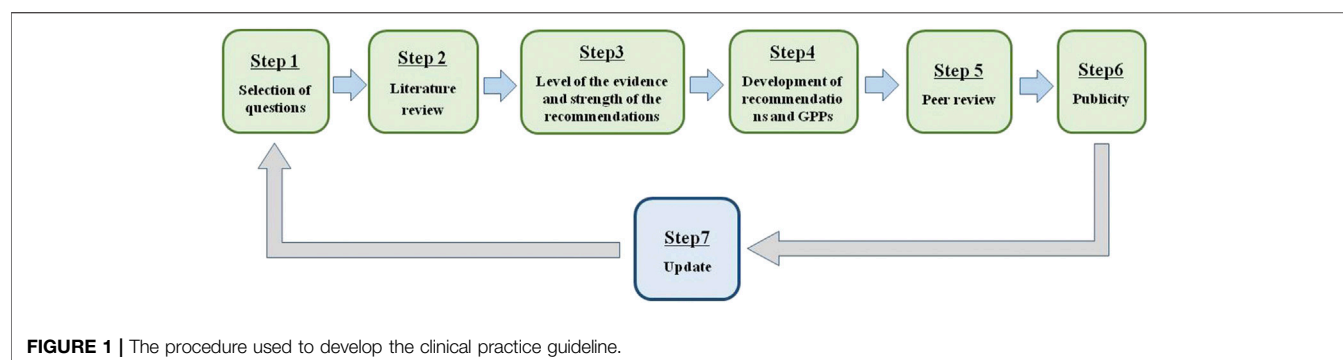 Step 1
Selection of
questions
Step 2
Literature
review
Step3
Level of the evidence
and strength of the
recommendations
Step4
Development of
recommendatio
ns and GPPs
Step 5
Peer review
Step6
Publicity
Step7
Update
FIGURE 1 | The procedure used to develop the clinical practice guideline.